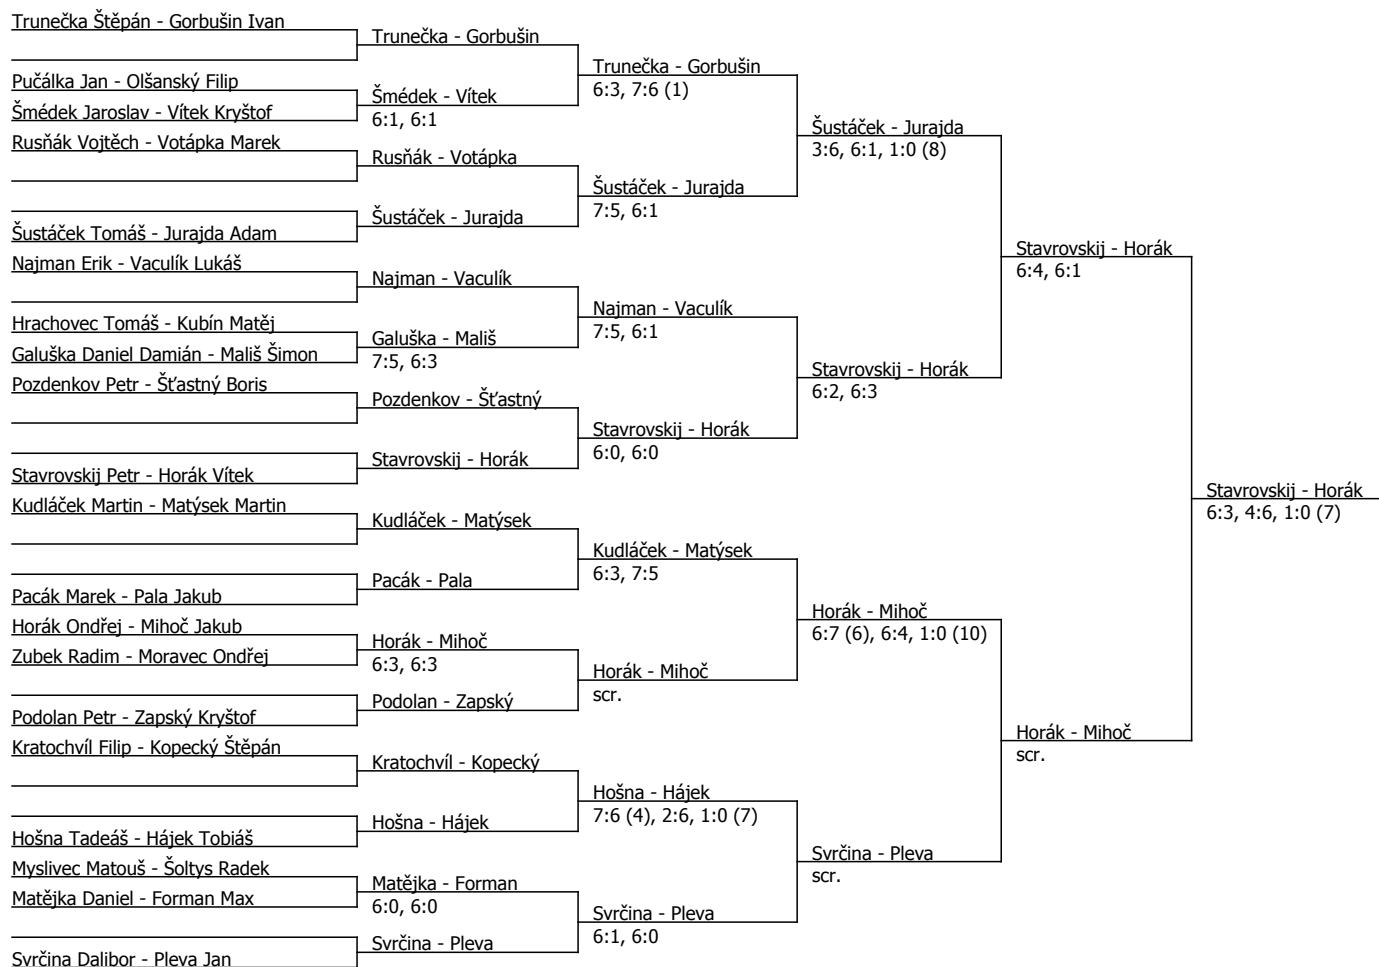 Trunečka Štěpán - Gorbušin Ivan
Pučálka Jan - Olšanský Filip
Šmédek Jaroslav - Vítek Kryštof
Rusňák Vojtěch - Votápka Marek
Šustáček Tomáš - Jurajda Adam
Najman Erik - Vaculík Lukáš
Hrachovec Tomáš - Kubín Matěj
Galuška Daniel Damián - Mališ Šimon
Pozdenkov Petr - Šťastný Boris
Stavrovskij Petr - Horák Vítek
Kudláček Martin - Matýsek Martin
Pacák Marek - Pala Jakub
Horák Ondřej - Mihoč Jakub
Zubek Radim - Moravec Ondřej
Podolan Petr - Zapský Kryštof
Kratochvíl Filip - Kopecký Štěpán
Hošna Tadeáš - Hájek Tobiáš
Myslivec Matouš - Šoltys Radek
Matějka Daniel - Forman Max
Svrčina Dalibor - Pleva Jan
Trunečka - Gorbušin
Šmédek - Vítek
6:1, 6:1
Rusňák - Votápka
Šustáček - Jurajda
Najman - Vaculík
Galuška - Mališ
7:5, 6:3
Pozdenkov - Šťastný
Stavrovskij - Horák
Kudláček - Matýsek
Pacák - Pala
Horák - Mihoč
6:3, 6:3
Podolan - Zapský
Kratochvíl - Kopecký
Hošna - Hájek
Matějka - Forman
6:0, 6:0
Svrčina - Pleva
Trunečka - Gorbušin
6:3, 7:6 (1)
Šustáček - Jurajda
7:5, 6:1
Najman - Vaculík
7:5, 6:1
Stavrovskij - Horák
6:0, 6:0
Kudláček - Matýsek
6:3, 7:5
Horák - Mihoč
scr.
Hošna - Hájek
7:6 (4), 2:6, 1:0 (7)
Svrčina - Pleva
6:1, 6:0
Šustáček - Jurajda
3:6, 6:1, 1:0 (8)
Stavrovskij - Horák
6:2, 6:3
Horák - Mihoč
6:7 (6), 6:4, 1:0 (10)
Svrčina - Pleva
scr.
Stavrovskij - Horák
6:4, 6:1
Horák - Mihoč
scr.
Stavrovskij - Horák
6:3, 4:6, 1:0 (7)